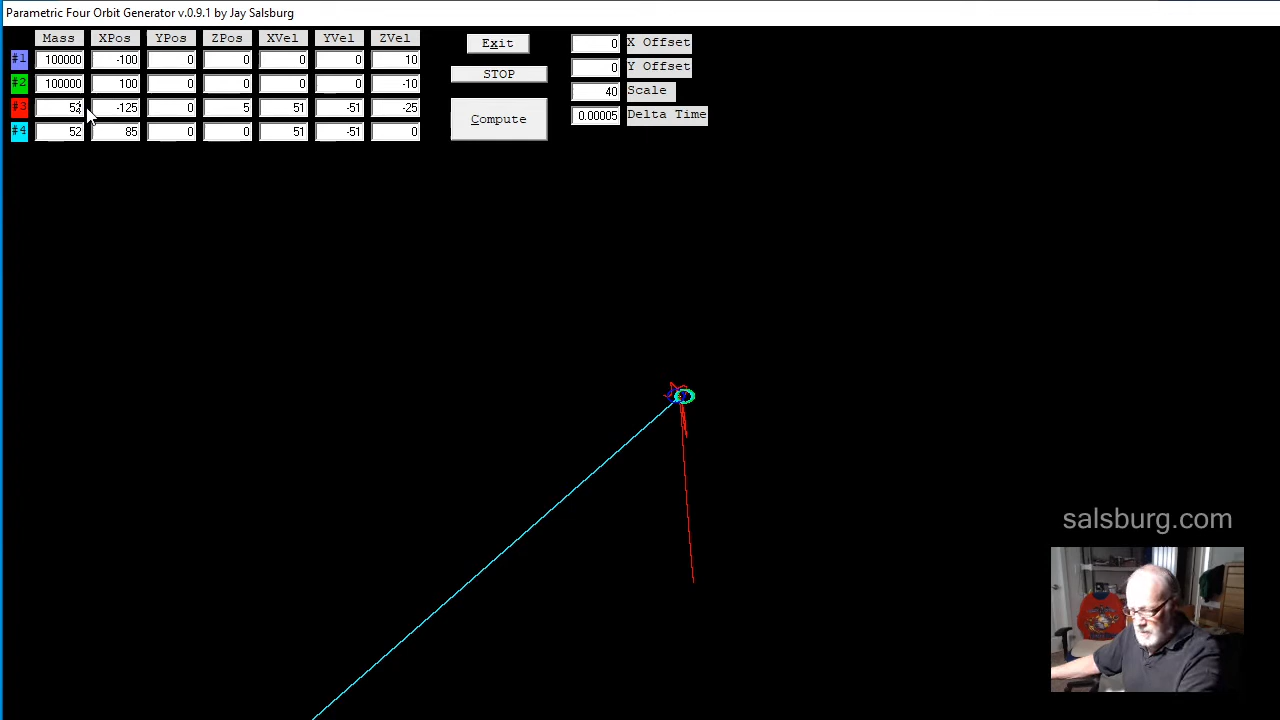 Parametric Four Orbit Generator v.0.9.1 by Jay Salsburg
Mass XPos YPos ZPos XVel YVel ZVel
#1 100000 -100 0 0 0 0 10
#2 100000 100 0 0 0 0 -10
#3 52 -125 0 5 51 -51 -25
#4 52 85 0 0 51 -51 0
Exit
STOP
Compute
0 X Offset
0 Y Offset
40 Scale
0.00005 Delta Time
salsburg.com